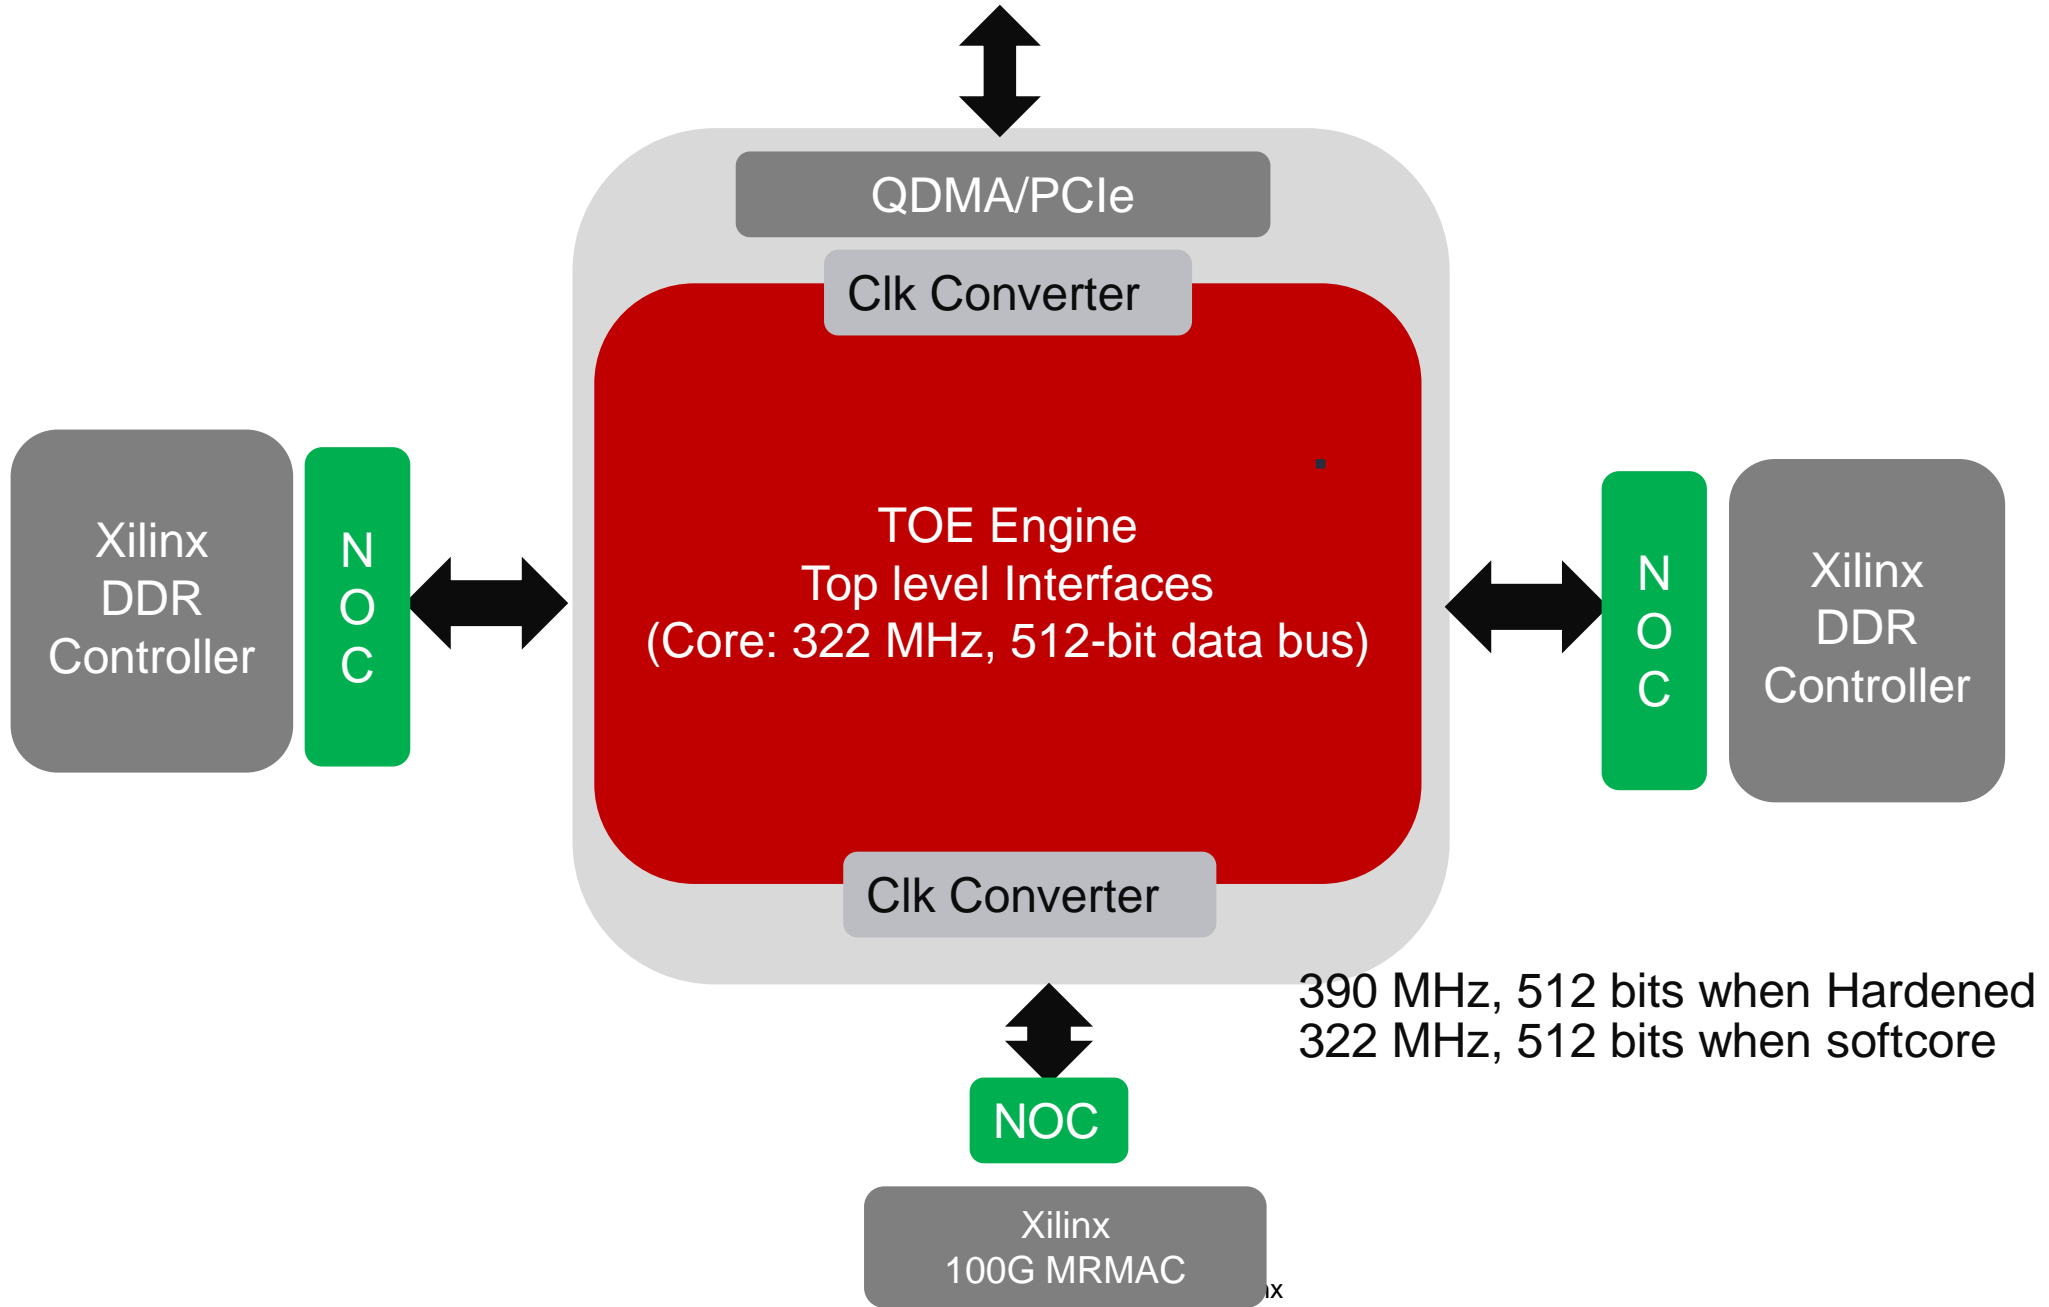 QDMA/PCIe
Clk Converter
Xilinx
DDR
Controller
N
O
C
TOE Engine
Top level Interfaces
(Core: 322 MHz, 512-bit data bus)
N
O
C
Xilinx
DDR
Controller
Clk Converter
390 MHz, 512 bits when Hardened
322 MHz, 512 bits when softcore
NOC
Xilinx
100G MRMAC